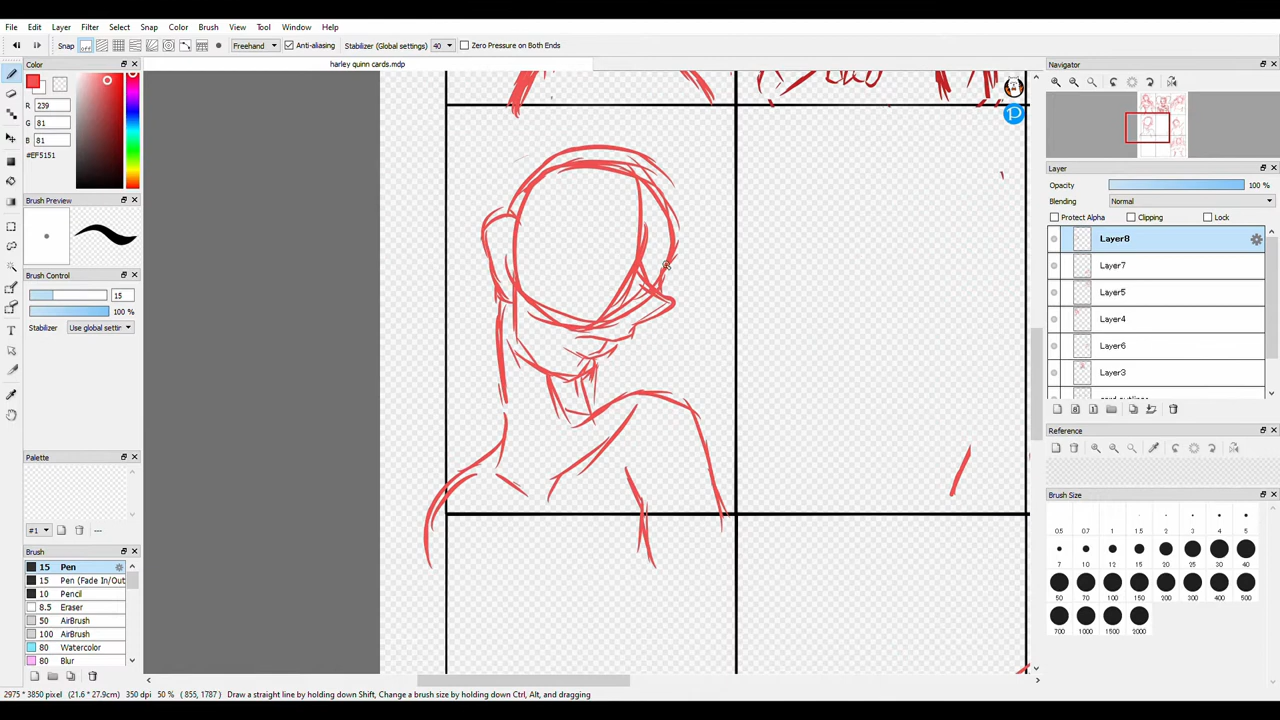 File Edit Layer Filter Select Snap Color Brush View Tool Window Help
Snap Freehand Anti-aliasing Stabilizer (Global settings) 40 Zero Pressure on Both Ends
Color
harley quinn cards.mdp
Navigator
R 239
G 81
B 81
#EF5151
Layer
Opacity 100 %
Blending Normal
Protect Alpha Clipping Lock
Brush Preview
Layer8
Layer7
Layer5
Layer4
Layer6
Layer3
Brush Control
15
100 %
Stabilizer Use global settir
Reference
Palette
#1 ---
Brush Size
0.5 0.7 1 1.5 2 3 4 5
7 10 12 15 20 25 30 40
50 70 100 150 200 300 400 500
700 1000 1500 2000
Brush
15 Pen
15 Pen (Fade In/Out
10 Pencil
8.5 Eraser
50 AirBrush
100 AirBrush
80 Watercolor
80 Blur
2975 * 3850 pixel (21.6 * 27.9cm) 350 dpi 50 % ( 855, 1787 ) Draw a straight line by holding down Shift, Change a brush size by holding down Ctrl, Alt, and dragging